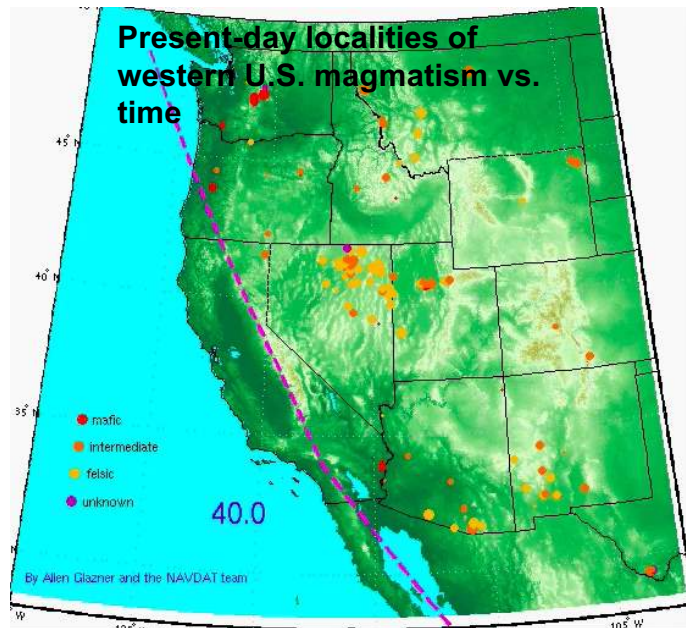 Present-day localities of
western U.S. magmatism vs.
time
45° N
40° N
35° N
mafic
intermediate
felsic
unknown
40.0
By Allen Glazner and the NAVDAT team
105° W